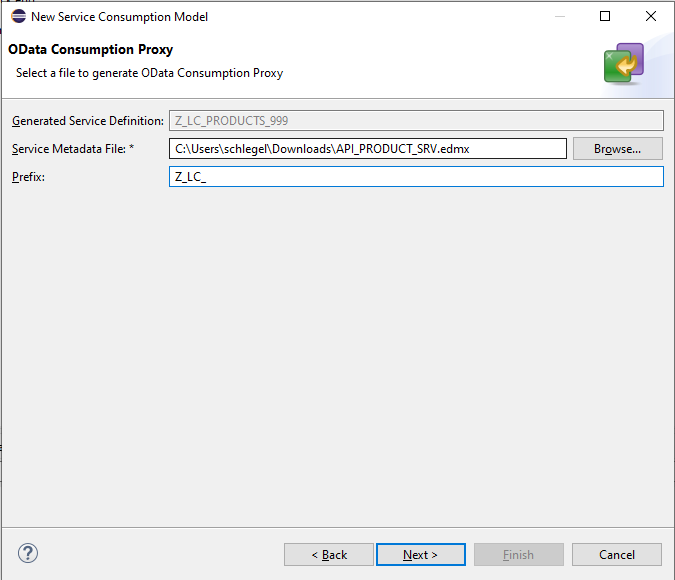 New Service Consumption Model
OData Consumption Proxy
Select a file to generate OData Consumption Proxy
Generated Service Definition: Z_LC_PRODUCTS_999
Service Metadata File: * C:\Users\schlegel\Downloads\API_PRODUCT_SRV.edmx Browse...
Prefix: Z_LC_
? < Back Next > Finish Cancel